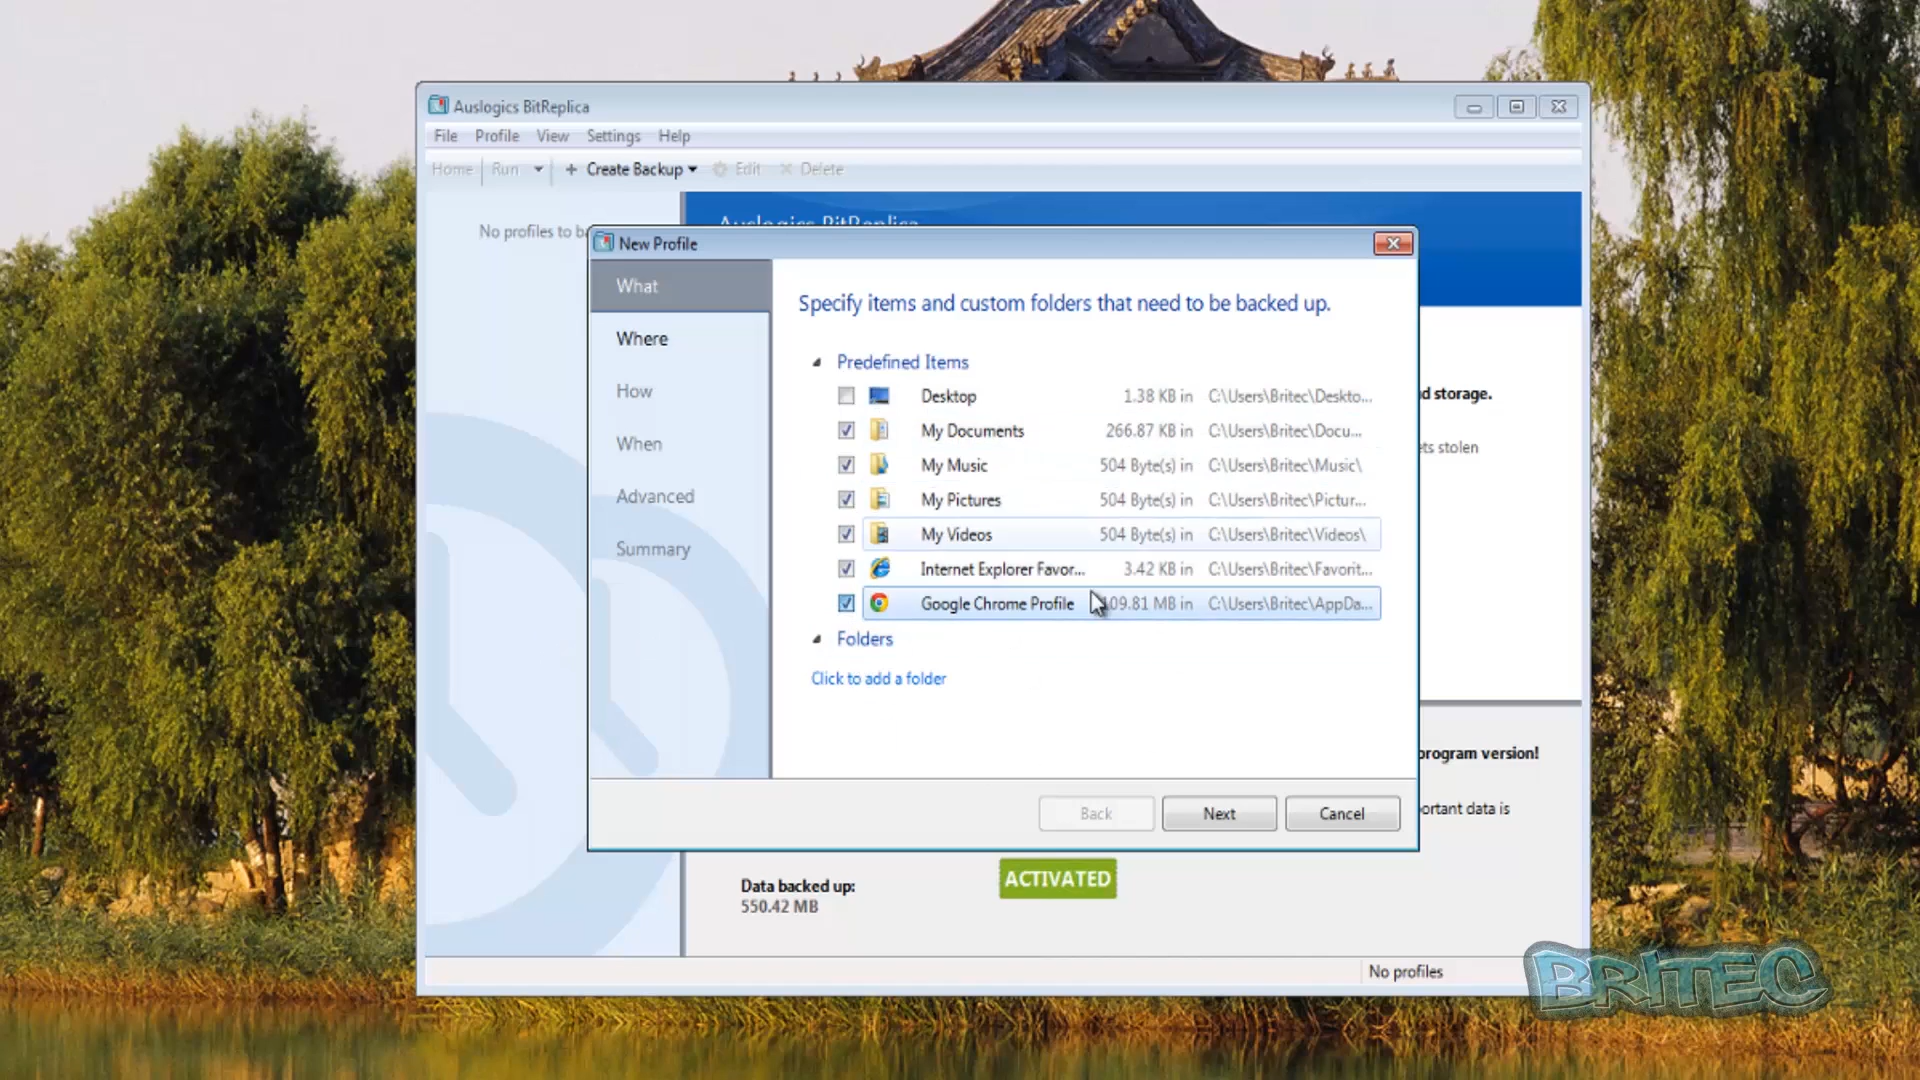 Auslogics BitReplica
File Profile View Settings Help
Home Run Create Backup Edit Delete
No profiles to ba
Auslogics BitReplica
New Profile
What
Where
How
When
Advanced
Summary
Specify items and custom folders that need to be backed up.
Predefined Items
Desktop 1.38 KB in C:\Users\Britec\Deskto...
My Documents 266.87 KB in C:\Users\Britec\Docu...
My Music 504 Byte(s) in C:\Users\Britec\Music\
My Pictures 504 Byte(s) in C:\Users\Britec\Pictur...
My Videos 504 Byte(s) in C:\Users\Britec\Videos\
Internet Explorer Favor... 3.42 KB in C:\Users\Britec\Favorit...
Google Chrome Profile 109.81 MB in C:\Users\Britec\AppDa...
Folders
Click to add a folder
Back Next Cancel
d storage.
ets stolen
program version!
ortant data is
Data backed up:
550.42 MB
ACTIVATED
No profiles
BRITEC